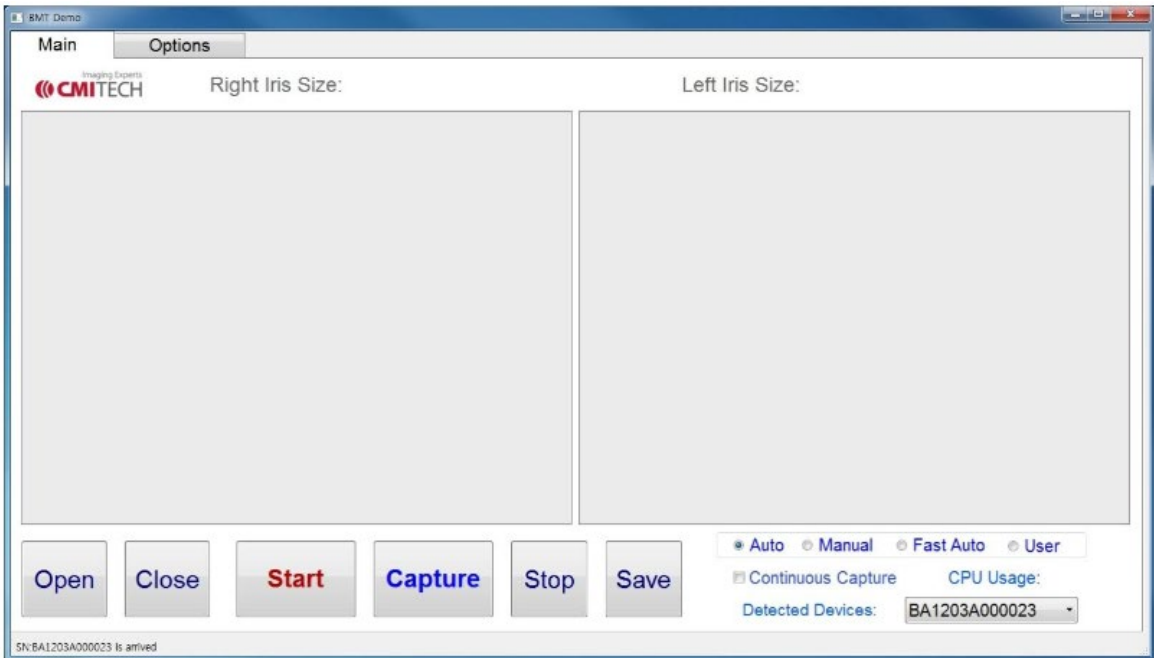 BMT Demo
Main Options
Imaging Experts
CMITECH Right Iris Size: Left Iris Size:
Auto Manual Fast Auto User
Open Close Start Capture Stop Save
Continuous Capture CPU Usage:
Detected Devices: BA1203A000023
SN:BA1203A000023 is arrived